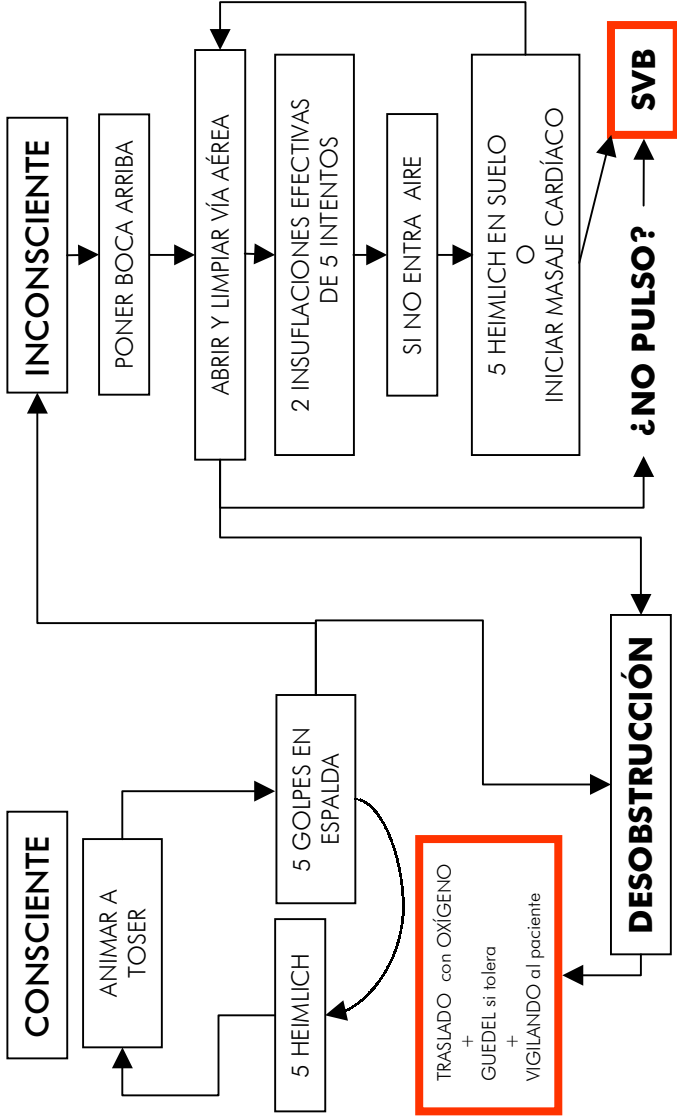 CONSCIENTE
ANIMAR A
TOSER
5 GOLPES EN
ESPALDA
5 HEIMLICH
INCONSCIENTE
PONER BOCA ARRIBA
ABRIR Y LIMPIAR VÍA AÉREA
2 INSUFLACIONES EFECTIVAS
DE 5 INTENTOS
SI NO ENTRA AIRE
5 HEIMLICH EN SUELO
O
INICIAR MASAJE CARDÍACO
¿NO PULSO?
SVB
DESOBSTRUCCIÓN
TRASLADO con OXÍGENO
+
GUEDEL si tolera
+
VIGILANDO al paciente